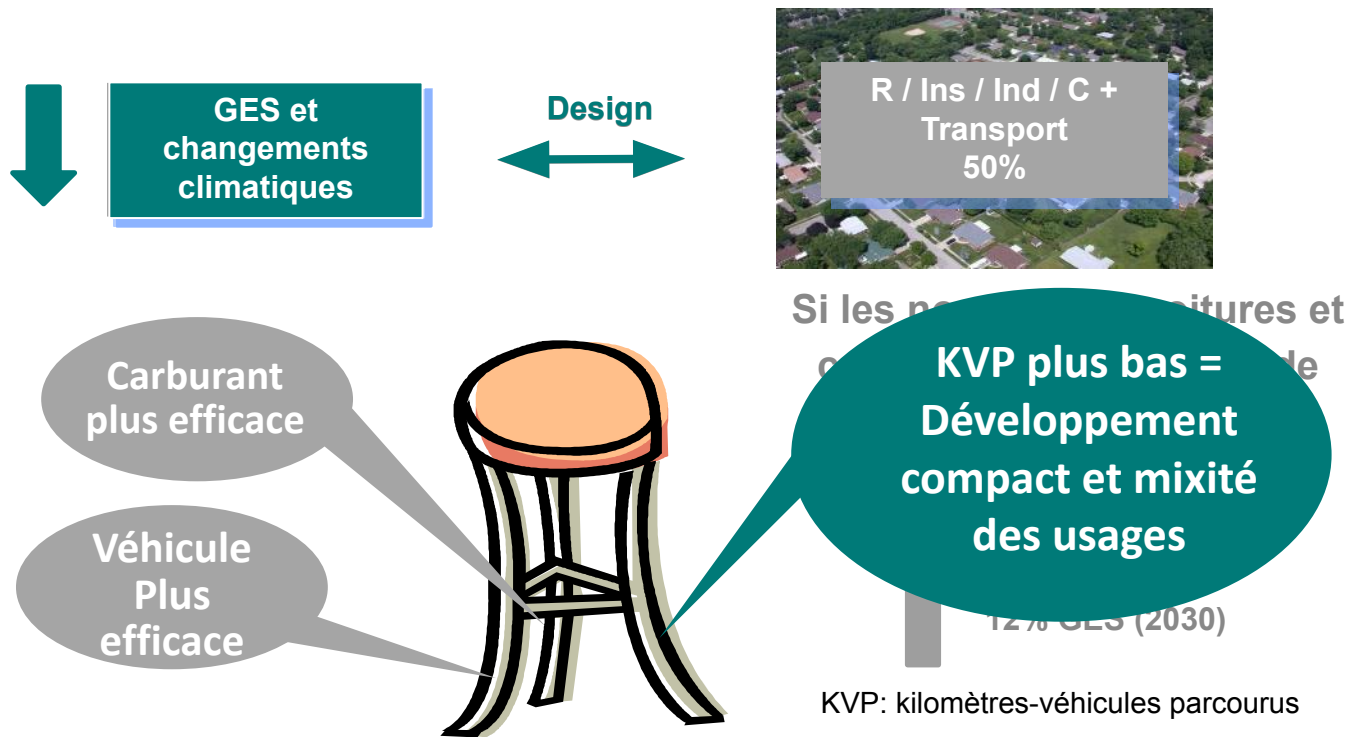 GES et
changements
climatiques
Design
R / Ins / Ind / C +
Transport
50%
Si les
et
de
Carburant
plus efficace
KVP plus bas =
Développement
compact et mixité
des usages
Véhicule
Plus
efficace
12% GES (2030)
KVP: kilomètres-véhicules parcourus